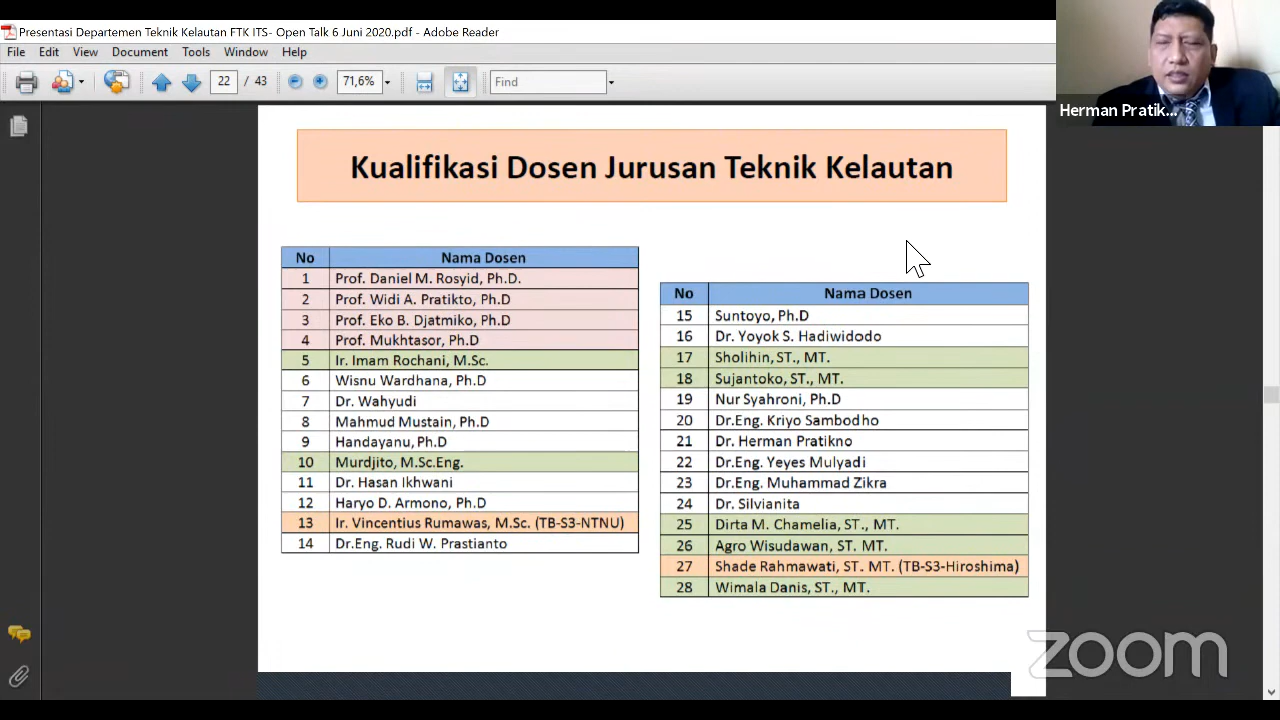 Presentasi Departemen Teknik Kelautan FTK ITS- Open Talk 6 Juni 2020.pdf - Adobe Reader
File Edit View Document Tools Window Help
22 / 43 71,6% Find
Herman Pratik...
Kualifikasi Dosen Jurusan Teknik Kelautan
No Nama Dosen
1 Prof. Daniel M. Rosyid, Ph.D.
2 Prof. Widi A. Pratikto, Ph.D
3 Prof. Eko B. Djatmiko, Ph.D
4 Prof. Mukhtasor, Ph.D
5 Ir. Imam Rochani, M.Sc.
6 Wisnu Wardhana, Ph.D
7 Dr. Wahyudi
8 Mahmud Mustain, Ph.D
9 Handayanu, Ph.D
10 Murdjito, M.Sc.Eng.
11 Dr. Hasan Ikhwani
12 Haryo D. Armono, Ph.D
13 Ir. Vincentius Rumawas, M.Sc. (TB-S3-NTNU)
14 Dr.Eng. Rudi W. Prastianto
No Nama Dosen
15 Suntoyo, Ph.D
16 Dr. Yoyok S. Hadiwidodo
17 Sholihin, ST., MT.
18 Sujantoko, ST., MT.
19 Nur Syahroni, Ph.D
20 Dr.Eng. Kriyo Sambodho
21 Dr. Herman Pratikno
22 Dr.Eng. Yeyes Mulyadi
23 Dr.Eng. Muhammad Zikra
24 Dr. Silvianita
25 Dirta M. Chamelia, ST., MT.
26 Agro Wisudawan, ST. MT.
27 Shade Rahmawati, ST. MT. (TB-S3-Hiroshima)
28 Wimala Danis, ST., MT.
zoom